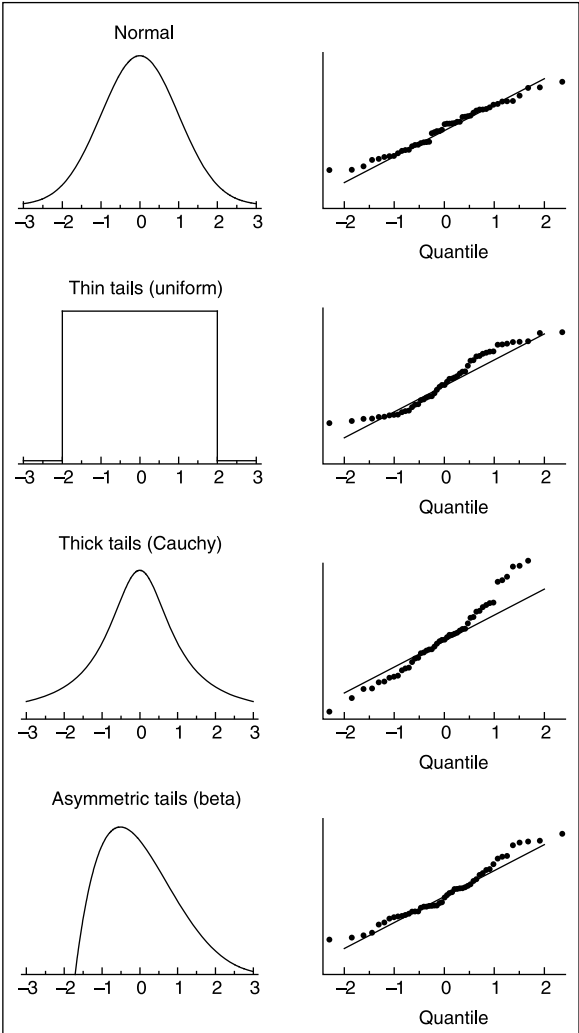 Normal
–3 –2 –1 0 1 2 3
–2 –1 0 1 2
Quantile
Thin tails (uniform)
–3 –2 –1 0 1 2 3
–2 –1 0 1 2
Quantile
Thick tails (Cauchy)
–3 –2 –1 0 1 2 3
–2 –1 0 1 2
Quantile
Asymmetric tails (beta)
–3 –2 –1 0 1 2 3
–2 –1 0 1 2
Quantile